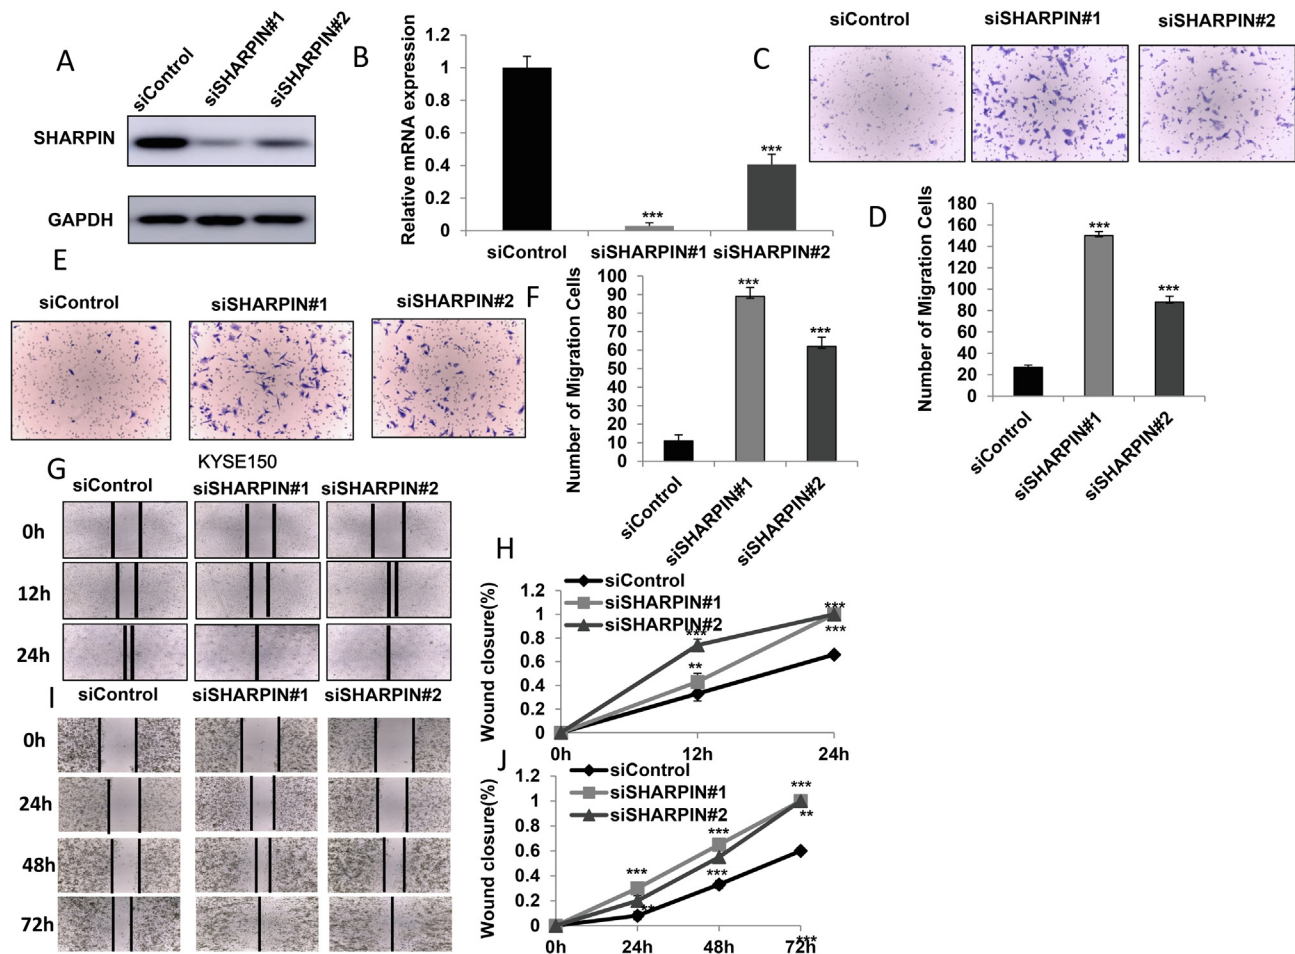 A
siControl
siSHARPIN#1
siSHARPIN#2
SHARPIN
GAPDH
B
Relative mRNA expression
1.2
1
0.8
0.6
0.4
0.2
0
***
***
siControl
siSHARPIN#1
siSHARPIN#2
C
siControl
siSHARPIN#1
siSHARPIN#2
D
Number of Migration Cells
180
160
140
120
100
80
60
40
20
0
***
***
siControl
siSHARPIN#1
siSHARPIN#2
E
siControl
siSHARPIN#1
siSHARPIN#2
F
Number of Migration Cells
100
90
80
70
60
50
40
30
20
10
0
***
***
siControl
siSHARPIN#1
siSHARPIN#2
G
KYSE150
siControl
siSHARPIN#1
siSHARPIN#2
0h
12h
24h
H
Wound closure(%)
siControl
siSHARPIN#1
siSHARPIN#2
1.2
1
0.8
0.6
0.4
0.2
0
***
**
***
***
0h
12h
24h
I
siControl
siSHARPIN#1
siSHARPIN#2
0h
24h
48h
72h
J
Wound closure(%)
siControl
siSHARPIN#1
siSHARPIN#2
1.2
1
0.8
0.6
0.4
0.2
0
***
**
***
***
***
**
***
0h
24h
48h
72h